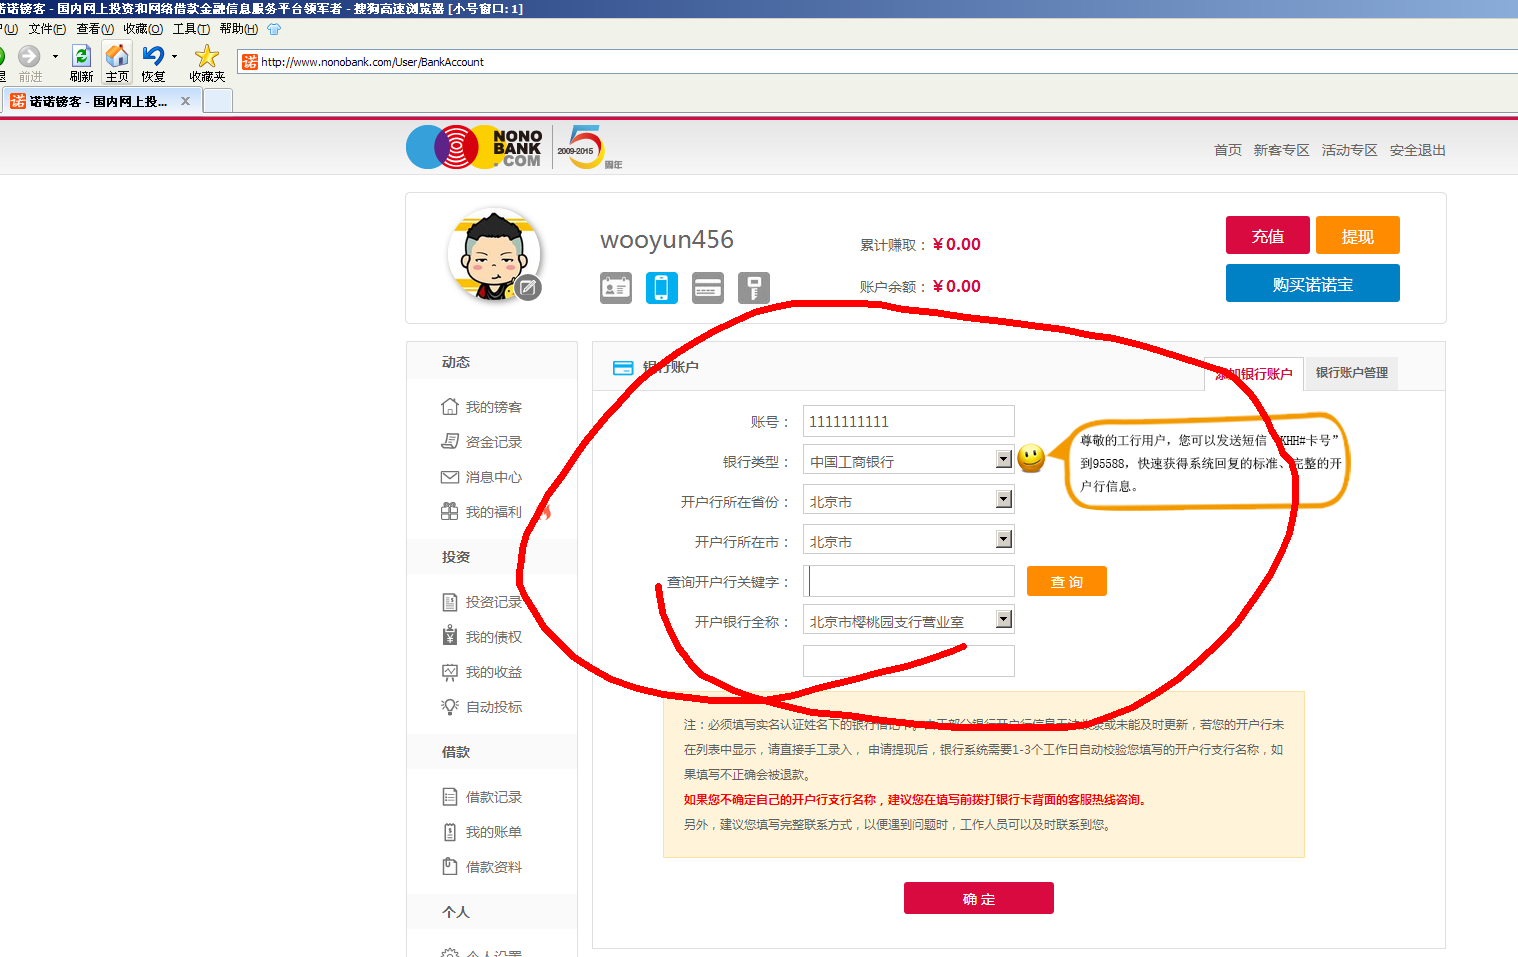 诺诺镑客 - 国内网上投资和网络借款金融信息服务平台领军者 - 搜狗高速浏览器 [小号窗口: 1]
(U) 文件(F) 查看(V) 收藏(O) 工具(T) 帮助(H)
前进 刷新 主页 恢复 收藏夹
诺 http://www.nonobank.com/User/BankAccount
诺 诺诺镑客 - 国内网上投... x
NONO
BANK
.COM
5
2009-2015
周年
首页 新客专区 活动专区 安全退出
wooyun456
累计赚取： ¥0.00
账户余额： ¥0.00
充值 提现
购买诺诺宝
动态
我的镑客
资金记录
消息中心
我的福利
投资
投资记录
我的债权
我的收益
自动投标
借款
借款记录
我的账单
借款资料
个人
个人设置
银行账户
添加银行账户 银行账户管理
账号： 1111111111
银行类型： 中国工商银行
开户行所在省份： 北京市
开户行所在市： 北京市
查询开户行关键字： 查 询
开户银行全称： 北京市樱桃园支行营业室
尊敬的工行用户，您可以发送短信“KHH#卡号”
到95588，快速获得系统回复的标准、完整的开
户行信息。
注：必须填写实名认证姓名下的银行借记卡。由于部分银行开户行信息无法收录或未能及时更新，若您的开户行未
在列表中显示，请直接手工录入， 申请提现后，银行系统需要1-3个工作日自动校验您填写的开户行支行名称，如
果填写不正确会被退款。
如果您不确定自己的开户行支行名称，建议您在填写前拨打银行卡背面的客服热线咨询。
另外，建议您填写完整联系方式，以便遇到问题时，工作人员可以及时联系到您。
确 定